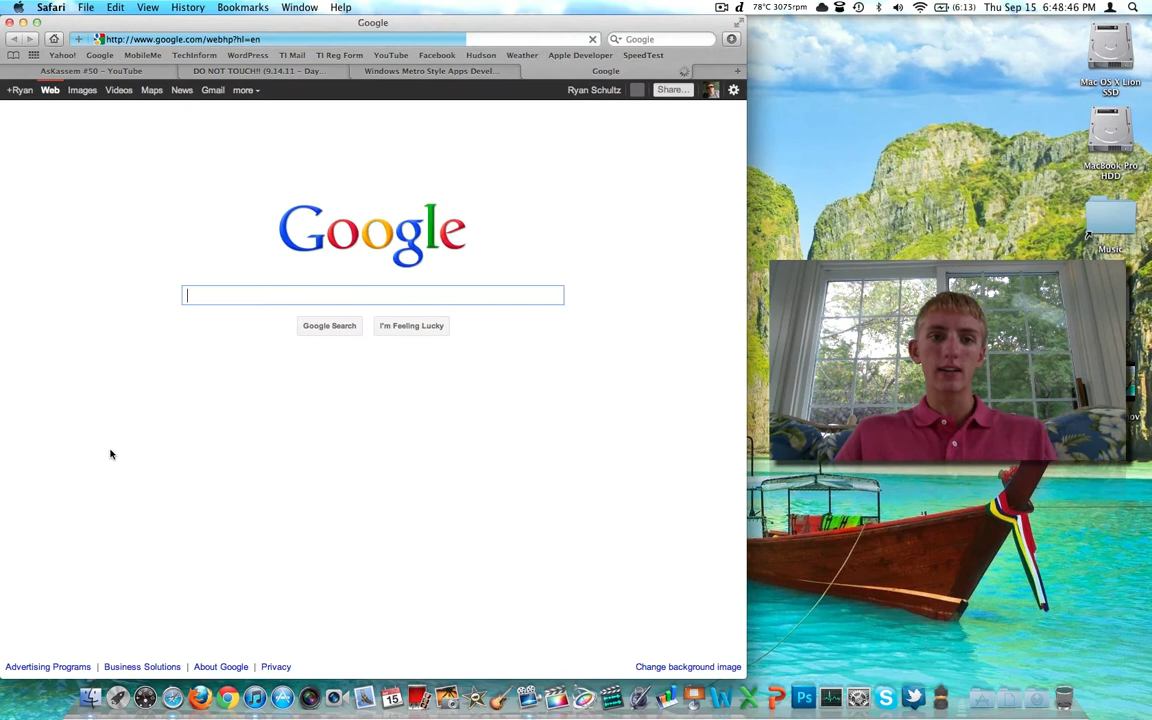 Safari File Edit View History Bookmarks Window Help 78°C 3075rpm (6:13) Thu Sep 15 6:48:46 PM
Google
http://www.google.com/webhp?hl=en Google
Yahoo! Google MobileMe TechInform WordPress TI Mail TI Reg Form YouTube Facebook Hudson Weather Apple Developer SpeedTest
AsKassem #50 – YouTube DO NOT TOUCH!! (9.14.11 – Day... Windows Metro Style Apps Devel... Google
+Ryan Web Images Videos Maps News Gmail more Ryan Schultz Share...
Mac OS X Lion
SSD
MacBook Pro
HDD
Music
Google
Google Search I'm Feeling Lucky
Advertising Programs | Business Solutions | About Google | Privacy Change background image